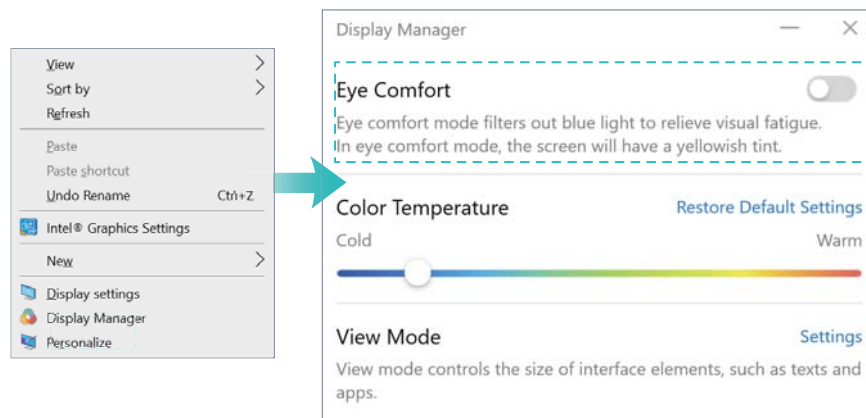 View
Sort by
Refresh
Paste
Paste shortcut
Undo Rename Ctrl+Z
Intel® Graphics Settings
New
Display settings
Display Manager
Personalize
Display Manager
Eye Comfort
Eye comfort mode filters out blue light to relieve visual fatigue.
In eye comfort mode, the screen will have a yellowish tint.
Color Temperature Restore Default Settings
Cold Warm
View Mode Settings
View mode controls the size of interface elements, such as texts and
apps.